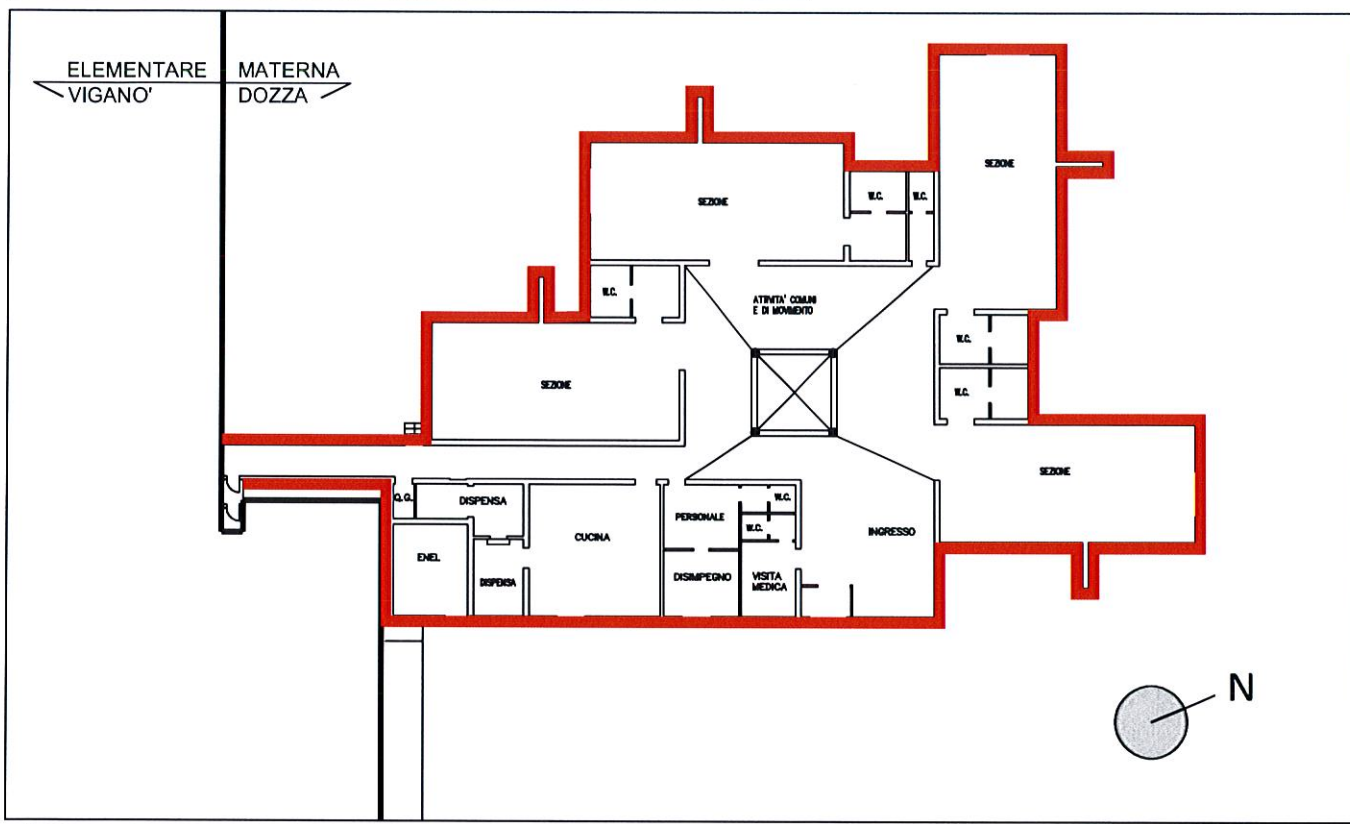 ELEMENTARE MATERNA
VIGANO' DOZZA
SEZIONE
SEZIONE
W.C. W.C.
W.C.
ATTIVITA' COMUNI
E DI MOVIMENTO
W.C.
SEZIONE
W.C.
SEZIONE
Q.G. DISPENSA W.C.
PERSONALE
W.C. INGRESSO
CUCINA
ENEL
DISPENSA DISIMPEGNO VISITA
MEDICA
N